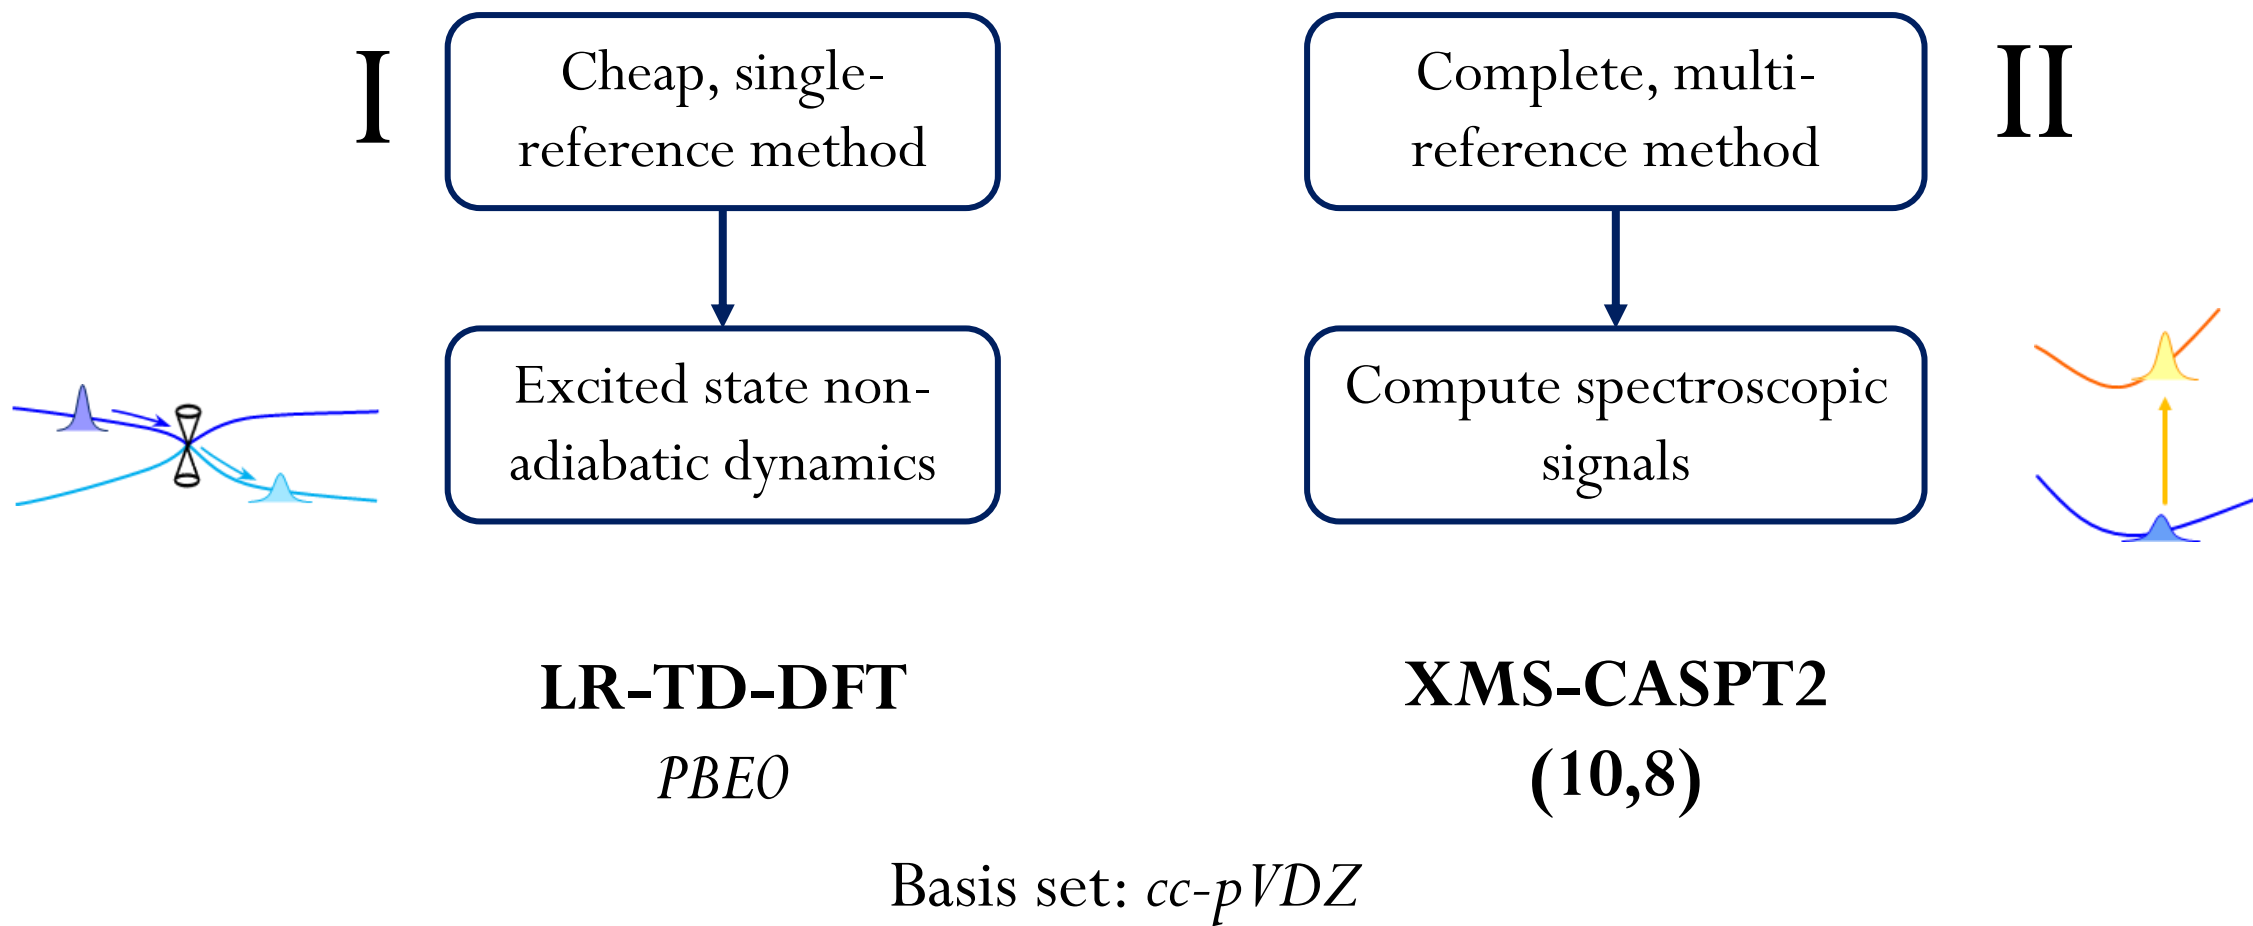 I
Cheap, single-
reference method
Complete, multi-
reference method
II
Excited state non-
adiabatic dynamics
Compute spectroscopic
signals
LR-TD-DFT
PBE0
XMS-CASPT2
(10,8)
Basis set: cc-pVDZ